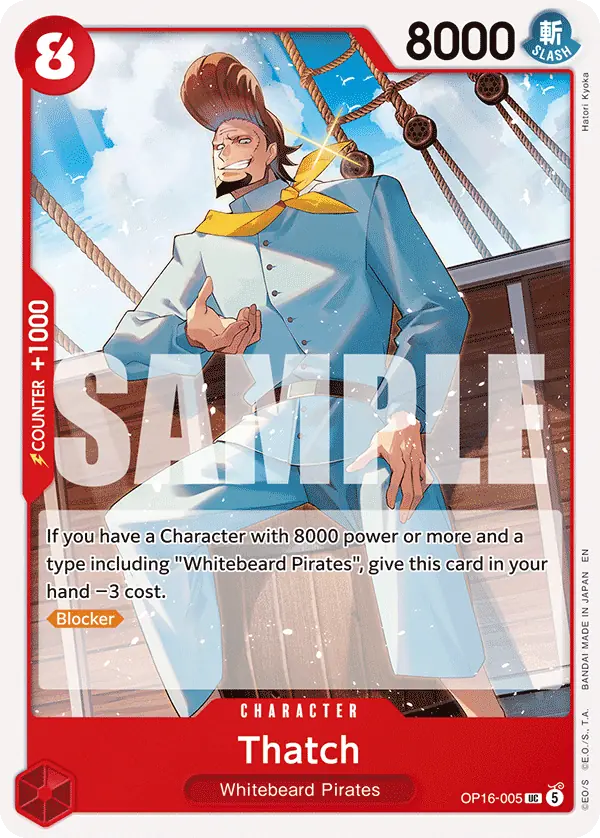 8
8000
斬
SLASH
Hatori Kyoka
COUNTER +1000
SAMPLE
If you have a Character with 8000 power or more and a
type including "Whitebeard Pirates", give this card in your
hand −3 cost.
Blocker
CHARACTER
Thatch
Whitebeard Pirates
OP16-005 UC 5
©E.O/S ©E.O./S., T.A. BANDAI MADE IN JAPAN EN